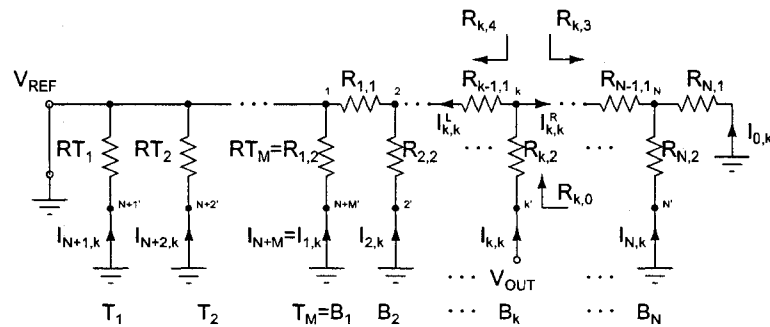 R_{k,4} R_{k,3}
V_{REF} R_{1,1} R_{k-1,1} R_{N-1,1} R_{N,1}
1 2 k N
··· ··· ···
I_{k,k}^{L} I_{k,k}^{R} I_{0,k}
RT_1 RT_2 RT_M=R_{1,2} R_{2,2} ··· R_{k,2} ··· R_{N,2}
R_{k,0}
N+1' N+2' N+M' 2' k' N'
I_{N+1,k} I_{N+2,k} I_{N+M}=I_{1,k} I_{2,k} I_{k,k} I_{N,k}
··· V_{OUT} ···
T_1 T_2 T_M=B_1 B_2 ··· B_k ··· B_N